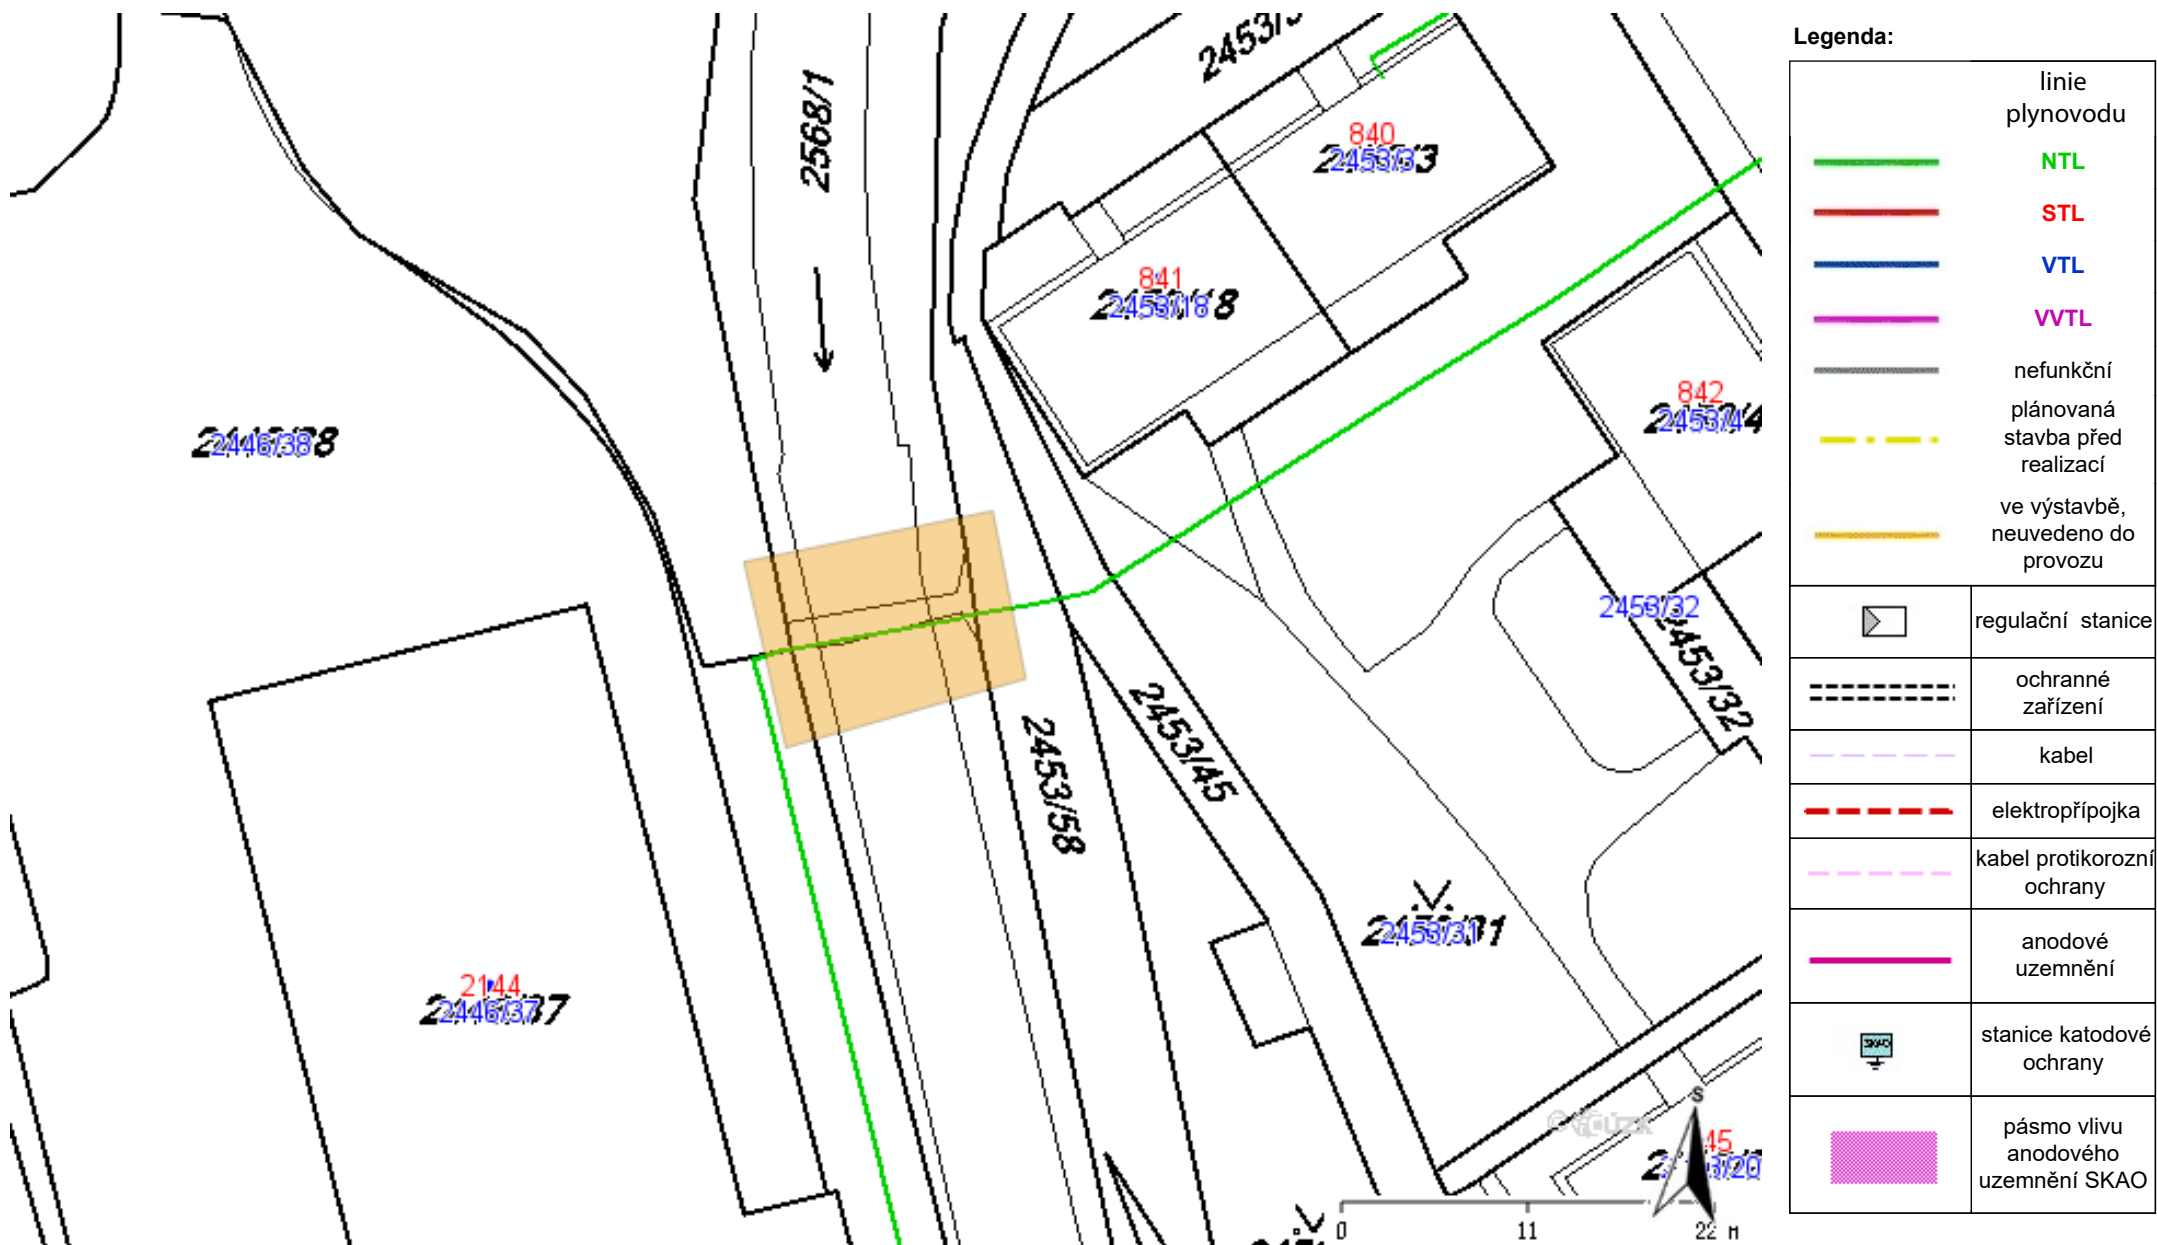 2453/5
2568/1
840
2453/3
841
2453/18
842
2453/4
2446/38
2453/32
2453/32
2453/45
2453/58
2453/31
2144
2446/37
S
0
11
22 M
Legenda:
linie
plynovodu
NTL
STL
VTL
VVTL
nefunkční
plánovaná
stavba před
realizací
ve výstavbě,
neuvedeno do
provozu
regulační stanice
ochranné
zařízení
kabel
elektropřípojka
kabel protikorozní
ochrany
anodové
uzemnění
SKAO
stanice katodové
ochrany
pásmo vlivu
anodového
uzemnění SKAO